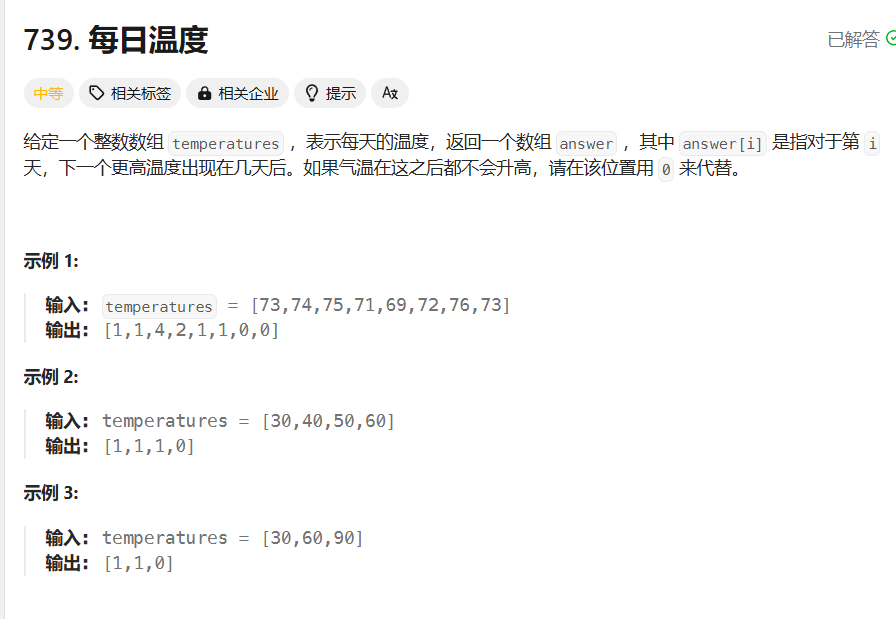 739. 每日温度
已解答
中等 相关标签 相关企业 提示 A文
给定一个整数数组 temperatures ，表示每天的温度，返回一个数组 answer ，其中 answer[i] 是指对于第 i
天，下一个更高温度出现在几天后。如果气温在这之后都不会升高，请在该位置用 0 来代替。
示例 1:
输入: temperatures = [73,74,75,71,69,72,76,73]
输出: [1,1,4,2,1,1,0,0]
示例 2:
输入: temperatures = [30,40,50,60]
输出: [1,1,1,0]
示例 3:
输入: temperatures = [30,60,90]
输出: [1,1,0]